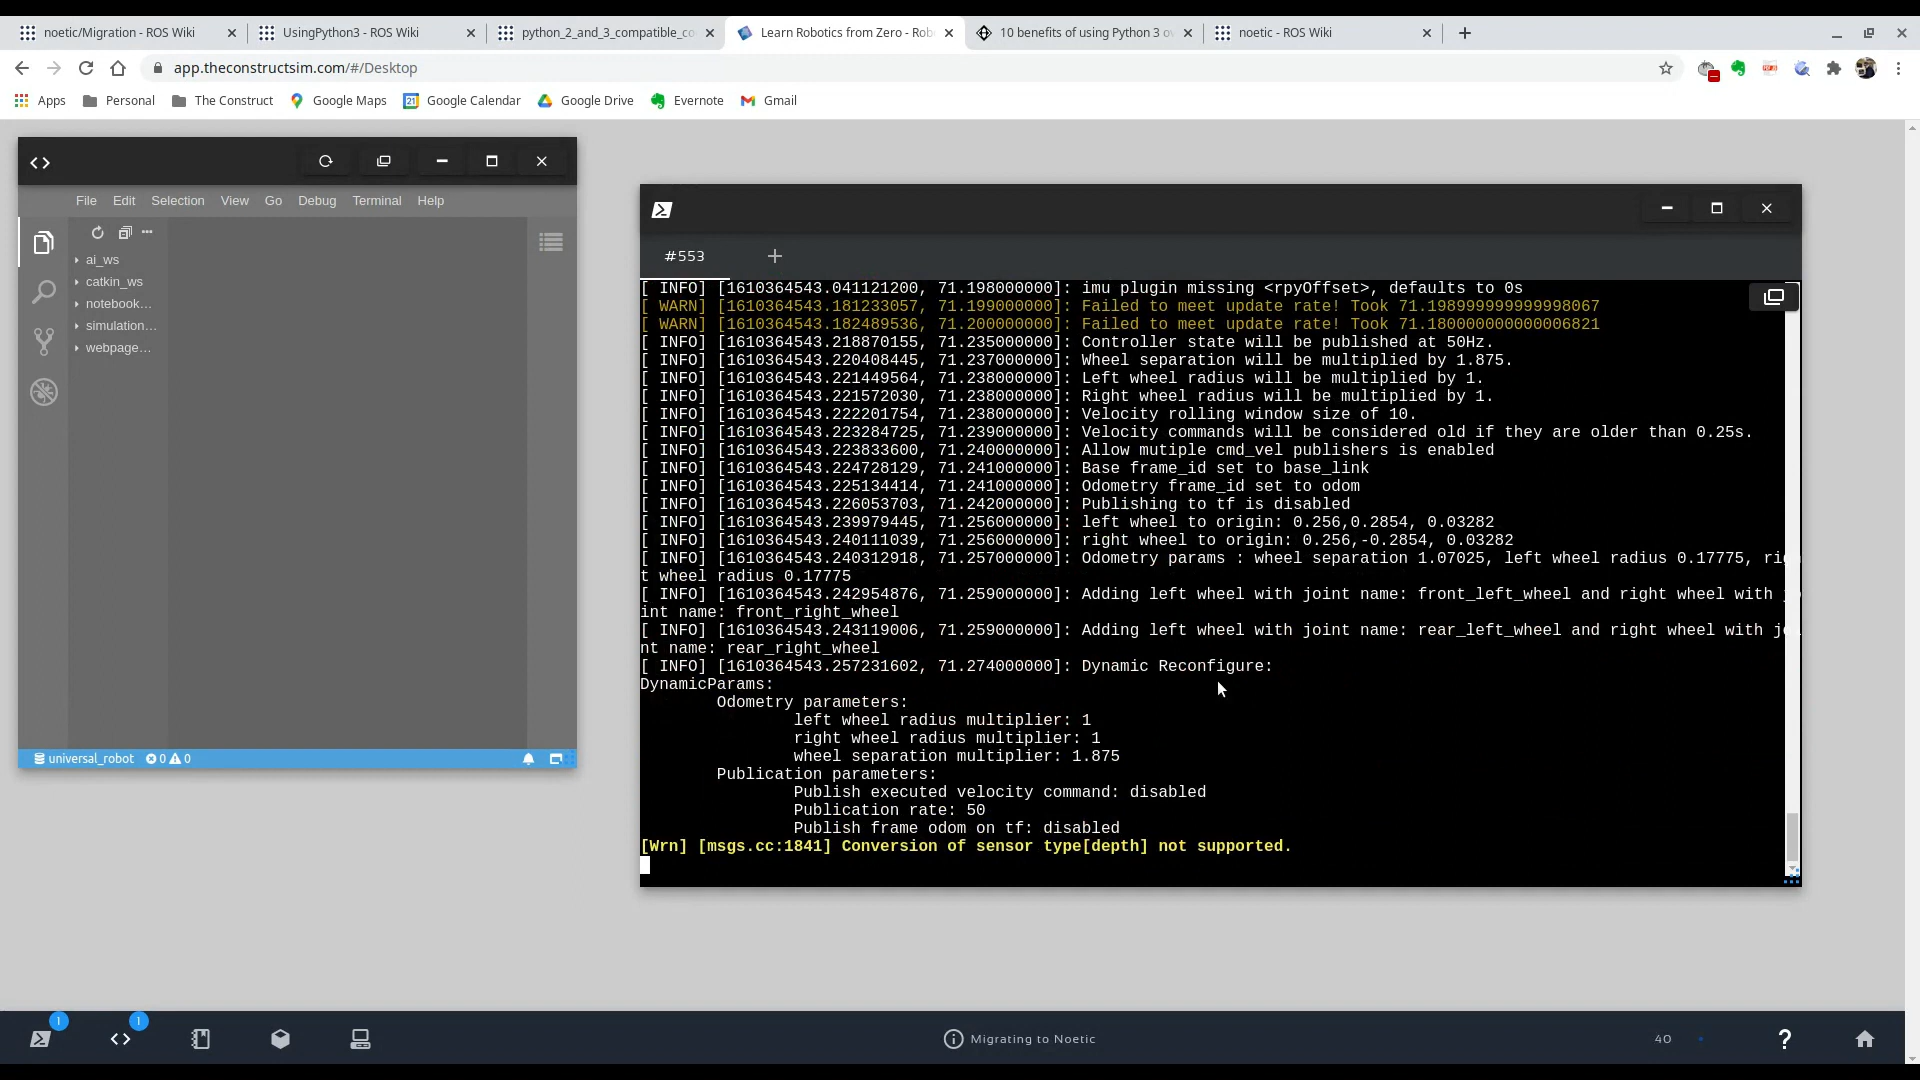 noetic/Migration - ROS Wiki
UsingPython3 - ROS Wiki
python_2_and_3_compatible_co
Learn Robotics from Zero - Rob
10 benefits of using Python 3 o
noetic - ROS Wiki
app.theconstructsim.com/#/Desktop
Apps
Personal
The Construct
Google Maps
Google Calendar
Google Drive
Evernote
Gmail
File Edit Selection View Go Debug Terminal Help
ai_ws
catkin_ws
notebook...
simulation...
webpage...
universal_robot 0 0
#553
[ INFO] [1610364543.041121200, 71.198000000]: imu plugin missing <rpyOffset>, defaults to 0s
[ WARN] [1610364543.181233057, 71.199000000]: Failed to meet update rate! Took 71.198999999999998067
[ WARN] [1610364543.182489536, 71.200000000]: Failed to meet update rate! Took 71.180000000000006821
[ INFO] [1610364543.218870155, 71.235000000]: Controller state will be published at 50Hz.
[ INFO] [1610364543.220408445, 71.237000000]: Wheel separation will be multiplied by 1.875.
[ INFO] [1610364543.221449564, 71.238000000]: Left wheel radius will be multiplied by 1.
[ INFO] [1610364543.221572030, 71.238000000]: Right wheel radius will be multiplied by 1.
[ INFO] [1610364543.222201754, 71.238000000]: Velocity rolling window size of 10.
[ INFO] [1610364543.223284725, 71.239000000]: Velocity commands will be considered old if they are older than 0.25s.
[ INFO] [1610364543.223833600, 71.240000000]: Allow mutiple cmd_vel publishers is enabled
[ INFO] [1610364543.224728129, 71.241000000]: Base frame_id set to base_link
[ INFO] [1610364543.225134414, 71.241000000]: Odometry frame_id set to odom
[ INFO] [1610364543.226053703, 71.242000000]: Publishing to tf is disabled
[ INFO] [1610364543.239979445, 71.256000000]: left wheel to origin: 0.256,0.2854, 0.03282
[ INFO] [1610364543.240111039, 71.256000000]: right wheel to origin: 0.256,-0.2854, 0.03282
[ INFO] [1610364543.240312918, 71.257000000]: Odometry params : wheel separation 1.07025, left wheel radius 0.17775, righ
t wheel radius 0.17775
[ INFO] [1610364543.242954876, 71.259000000]: Adding left wheel with joint name: front_left_wheel and right wheel with jo
int name: front_right_wheel
[ INFO] [1610364543.243119006, 71.259000000]: Adding left wheel with joint name: rear_left_wheel and right wheel with joi
nt name: rear_right_wheel
[ INFO] [1610364543.257231602, 71.274000000]: Dynamic Reconfigure:
DynamicParams:
Odometry parameters:
left wheel radius multiplier: 1
right wheel radius multiplier: 1
wheel separation multiplier: 1.875
Publication parameters:
Publish executed velocity command: disabled
Publication rate: 50
Publish frame odom on tf: disabled
[Wrn] [msgs.cc:1841] Conversion of sensor type[depth] not supported.
1
1
Migrating to Noetic
40